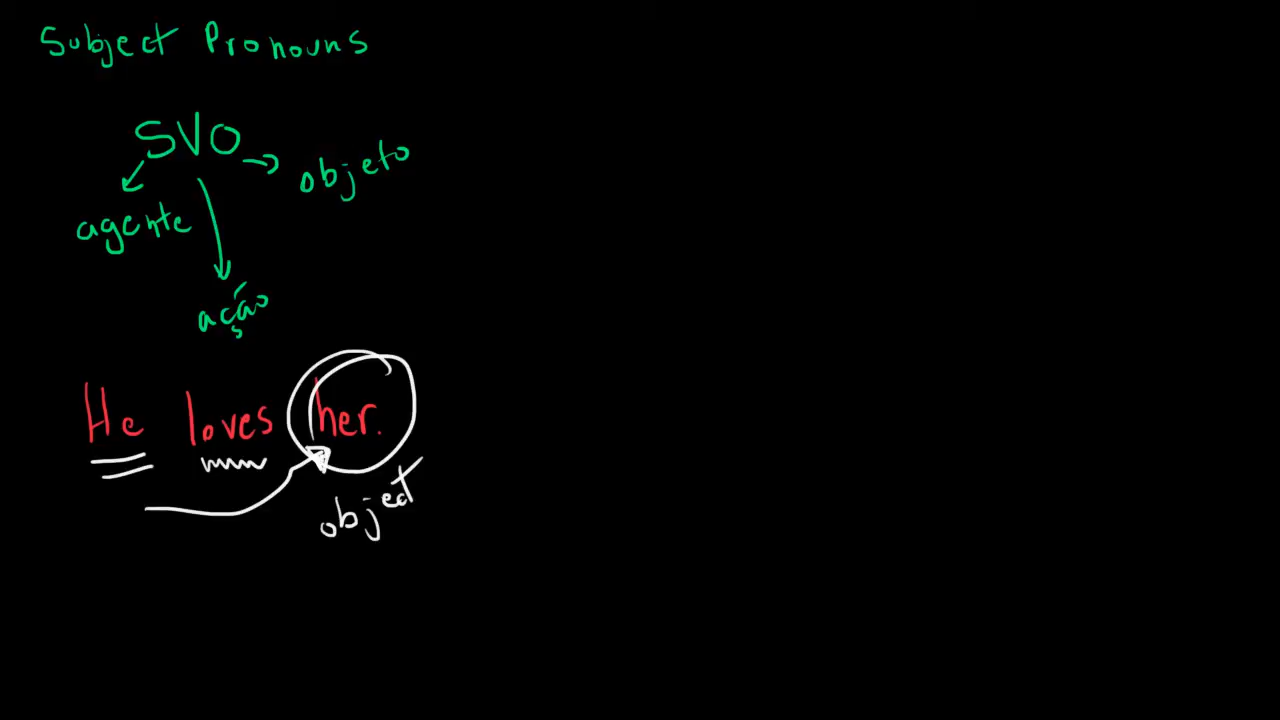 Subject Pronouns
SVO
objeto
agente
ação
He loves her.
object